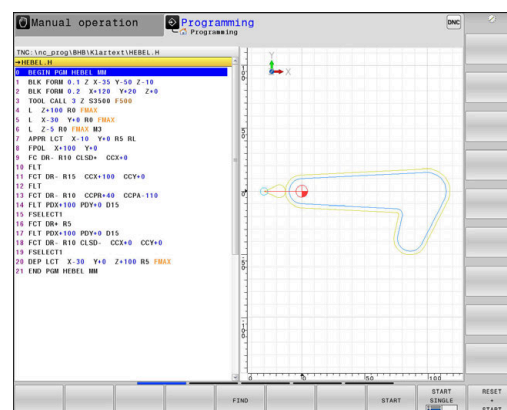 Manual operation
Programming
Programming
DNC
TNC:\nc_prog\BHB\Klartext\HEBEL.H
→HEBEL.H
0 BEGIN PGM HEBEL MM
1 BLK FORM 0.1 Z X-35 Y-50 Z-10
2 BLK FORM 0.2 X+120 Y+20 Z+0
3 TOOL CALL 3 Z S3500 F500
4 L Z+100 R0 FMAX
5 L X-30 Y+0 R0 FMAX
6 L Z-5 R0 FMAX M3
7 APPR LCT X-10 Y+0 R5 RL
8 FPOL X+100 Y+0
9 FC DR- R10 CLSD+ CCX+0
10 FLT
11 FCT DR- R15 CCX+100 CCY+0
12 FLT
13 FCT DR- R10 CCPR+40 CCPA-110
14 FLT PDX+100 PDY+0 D15
15 FSELECT1
16 FCT DR+ R5
17 FLT PDX+100 PDY+0 D15
18 FCT DR- R10 CLSD- CCX+0 CCY+0
19 FSELECT1
20 DEP LCT X-30 Y+0 Z+100 R5 FMAX
21 END PGM HEBEL MM
Y
X
0
50
100
FIND
START
START SINGLE
RESET + START